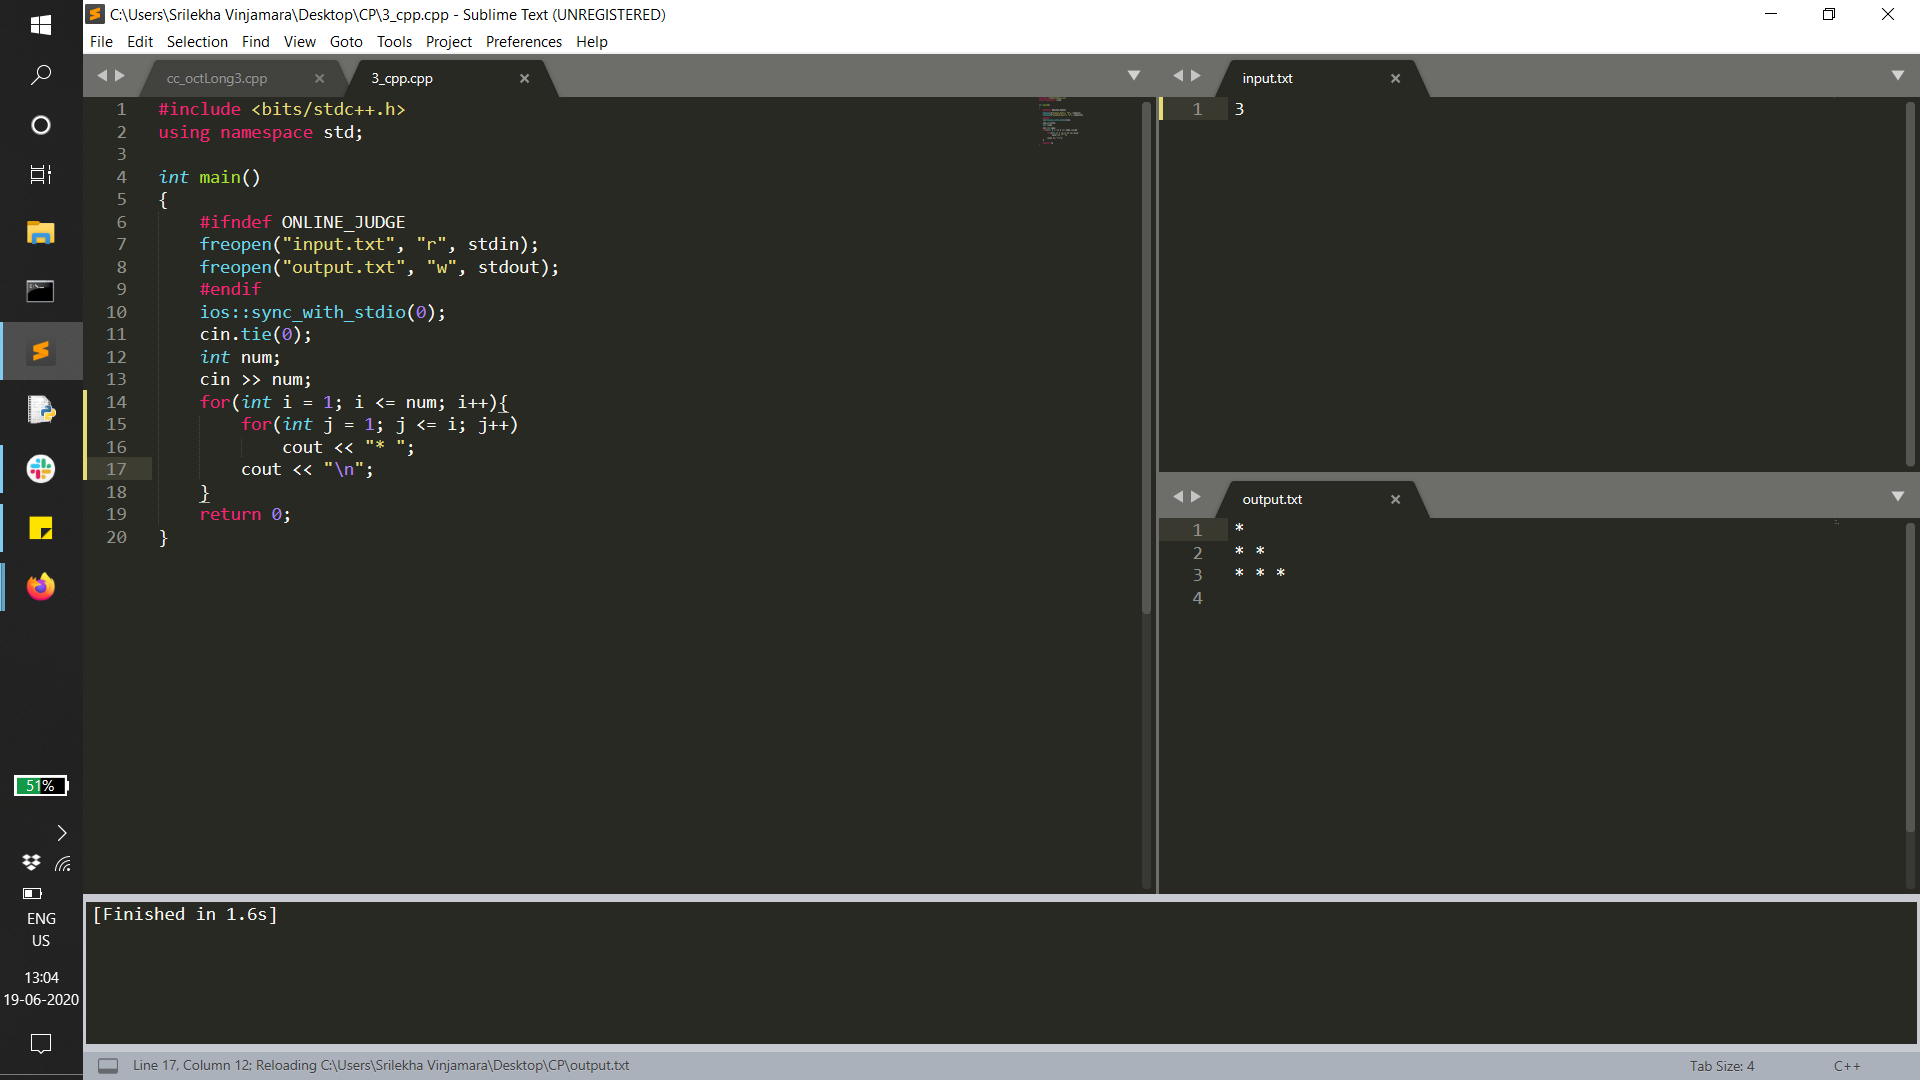 C:\Users\Srilekha Vinjamara\Desktop\CP\3_cpp.cpp - Sublime Text (UNREGISTERED)
File Edit Selection Find View Goto Tools Project Preferences Help
cc_octLong3.cpp
3_cpp.cpp
1 #include <bits/stdc++.h>
2 using namespace std;
3
4 int main()
5 {
6 #ifndef ONLINE_JUDGE
7 freopen("input.txt", "r", stdin);
8 freopen("output.txt", "w", stdout);
9 #endif
10 ios::sync_with_stdio(0);
11 cin.tie(0);
12 int num;
13 cin >> num;
14 for(int i = 1; i <= num; i++){
15 for(int j = 1; j <= i; j++)
16 cout << "* ";
17 cout << "\n";
18 }
19 return 0;
20 }
input.txt
1 3
output.txt
1 *
2 * *
3 * * *
4
[Finished in 1.6s]
Line 17, Column 12; Reloading C:\Users\Srilekha Vinjamara\Desktop\CP\output.txt
Tab Size: 4
C++
51%
ENG
US
13:04
19-06-2020